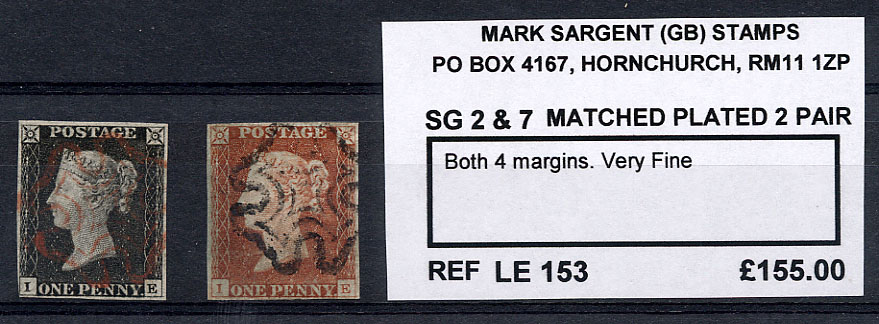 MARK SARGENT (GB) STAMPS
PO BOX 4167, HORNCHURCH, RM11 1ZP
SG 2 & 7 MATCHED PLATED 2 PAIR
Both 4 margins. Very Fine
REF LE 153 £155.00
POSTAGE
I ONE PENNY. E
POSTAGE
I ONE PENNY. E